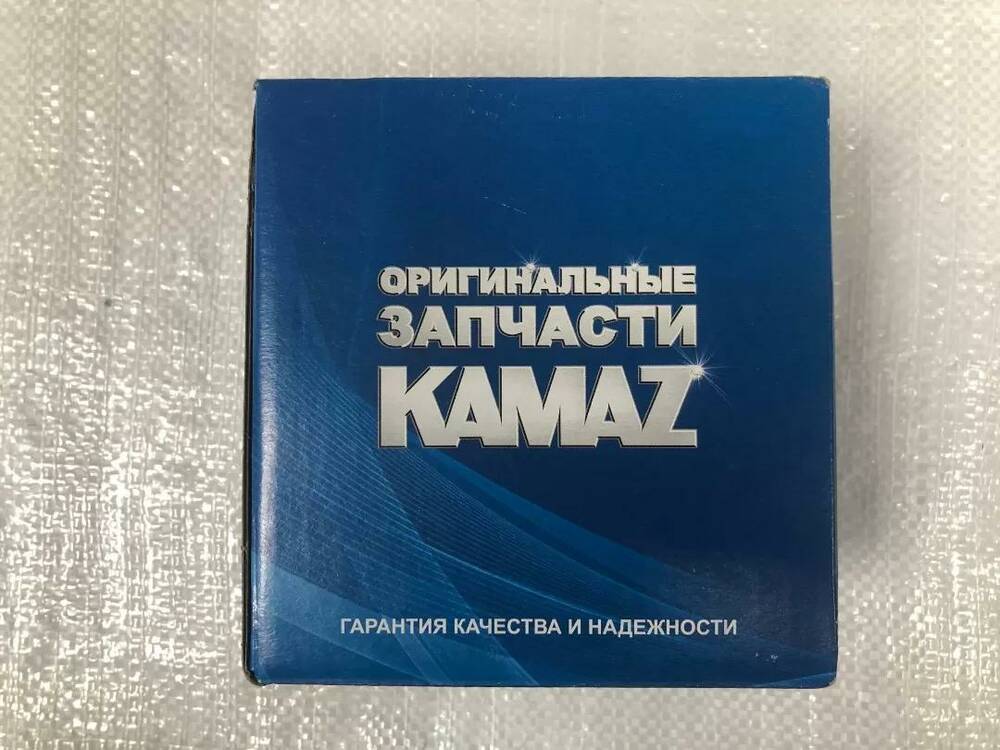 ОРИГИНАЛЬНЫЕ
ЗАПЧАСТИ
KAMAZ
ГАРАНТИЯ КАЧЕСТВА И НАДЕЖНОСТИ